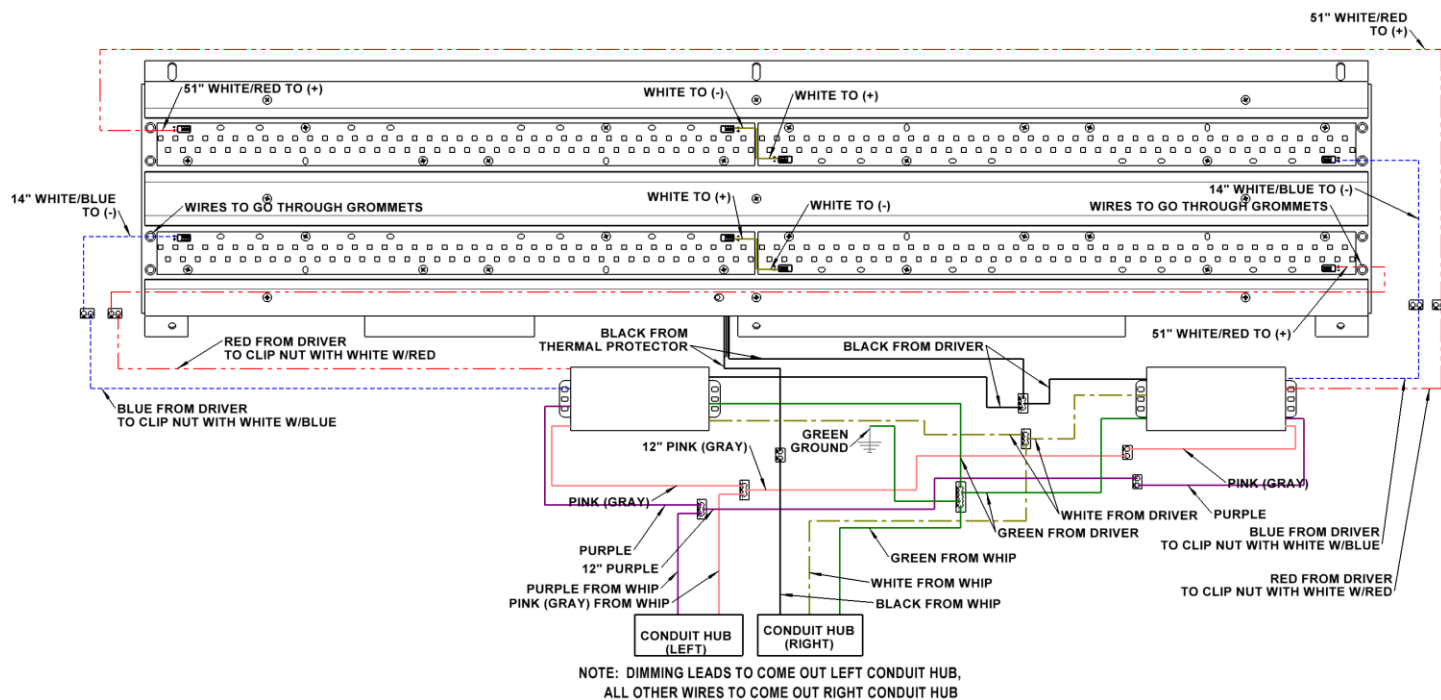 51" WHITE/RED
TO (+)
51" WHITE/RED TO (+)
WHITE TO (-)
WHITE TO (+)
14" WHITE/BLUE
TO (-)
WIRES TO GO THROUGH GROMMETS
WHITE TO (+)
WHITE TO (-)
14" WHITE/BLUE TO (-)
WIRES TO GO THROUGH GROMMETS
RED FROM DRIVER
TO CLIP NUT WITH WHITE W/RED
BLACK FROM
THERMAL PROTECTOR
BLACK FROM DRIVER
51" WHITE/RED TO (+)
BLUE FROM DRIVER
TO CLIP NUT WITH WHITE W/BLUE
GREEN
GROUND
12" PINK (GRAY)
PINK (GRAY)
PINK (GRAY)
PURPLE
WHITE FROM DRIVER
GREEN FROM DRIVER
PURPLE
12" PURPLE
BLUE FROM DRIVER
TO CLIP NUT WITH WHITE W/BLUE
GREEN FROM WHIP
PURPLE FROM WHIP
PINK (GRAY) FROM WHIP
WHITE FROM WHIP
BLACK FROM WHIP
RED FROM DRIVER
TO CLIP NUT WITH WHITE W/RED
CONDUIT HUB
(LEFT)
CONDUIT HUB
(RIGHT)
NOTE: DIMMING LEADS TO COME OUT LEFT CONDUIT HUB,
ALL OTHER WIRES TO COME OUT RIGHT CONDUIT HUB